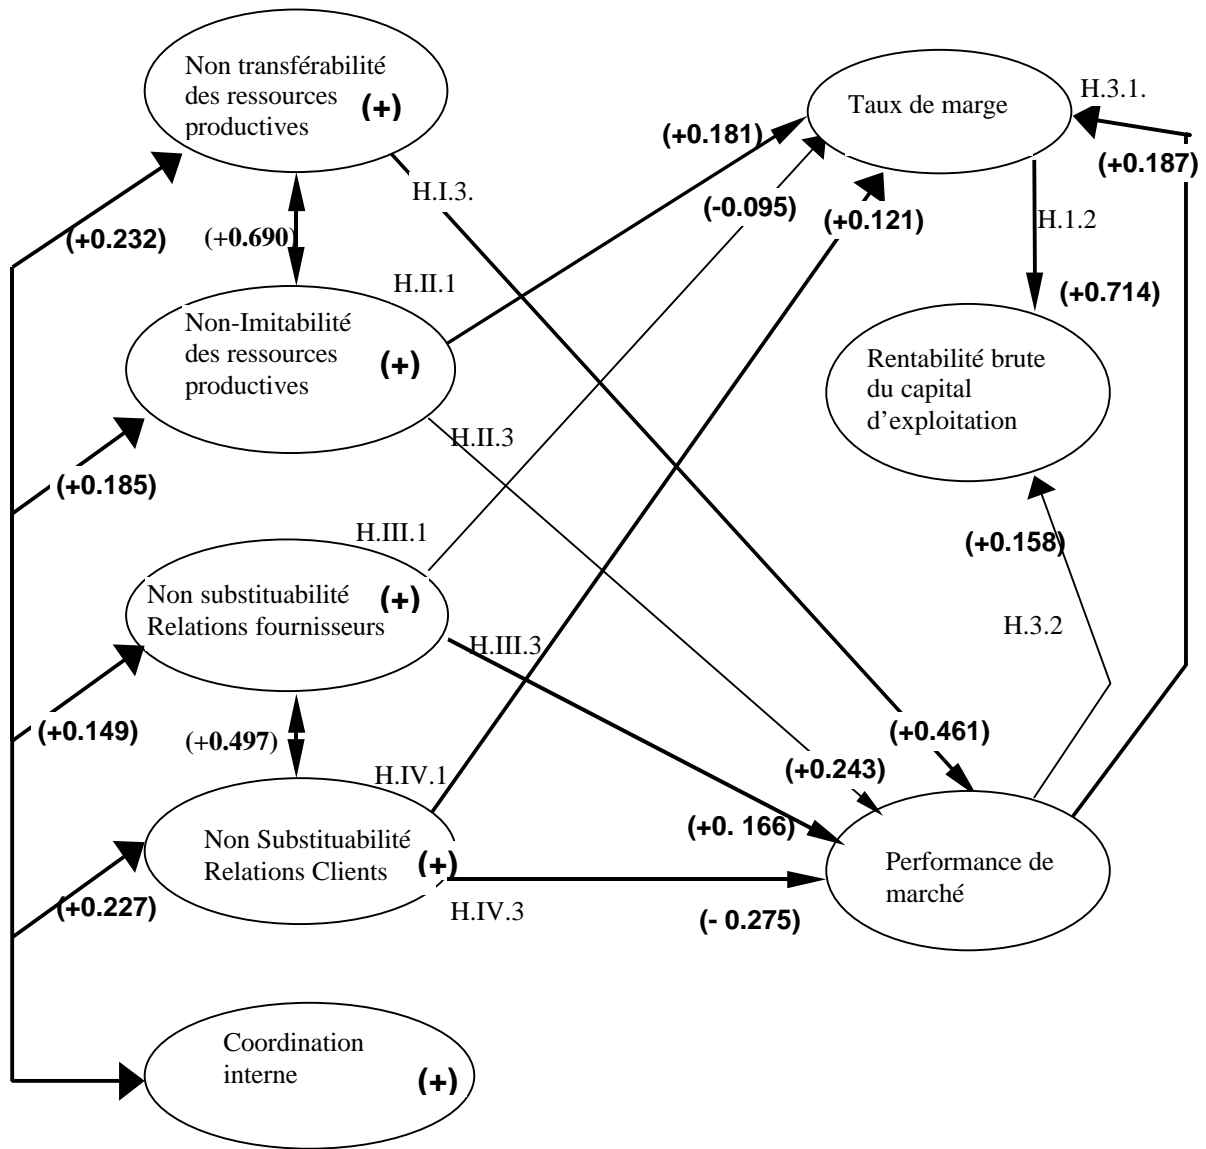 Non transférabilité
des ressources
productives
(+)
Taux de marge
H.3.1.
(+0.181)
(+0.187)
H.I.3.
(-0.095)
(+0.121)
H.1.2
(+0.232)
(+0.690)
H.II.1
(+0.714)
Non-Imitabilité
des ressources
productives
(+)
Rentabilité brute
du capital
d’exploitation
H.II.3
(+0.185)
H.III.1
(+0.158)
Non substituabilité
Relations fournisseurs
(+)
H.3.2
H.III.3
(+0.149)
(+0.497)
(+0.461)
H.IV.1
(+0.243)
(+0. 166)
Non Substituabilité
Relations Clients
(+)
Performance de
marché
(+0.227)
H.IV.3
(- 0.275)
Coordination
interne
(+)